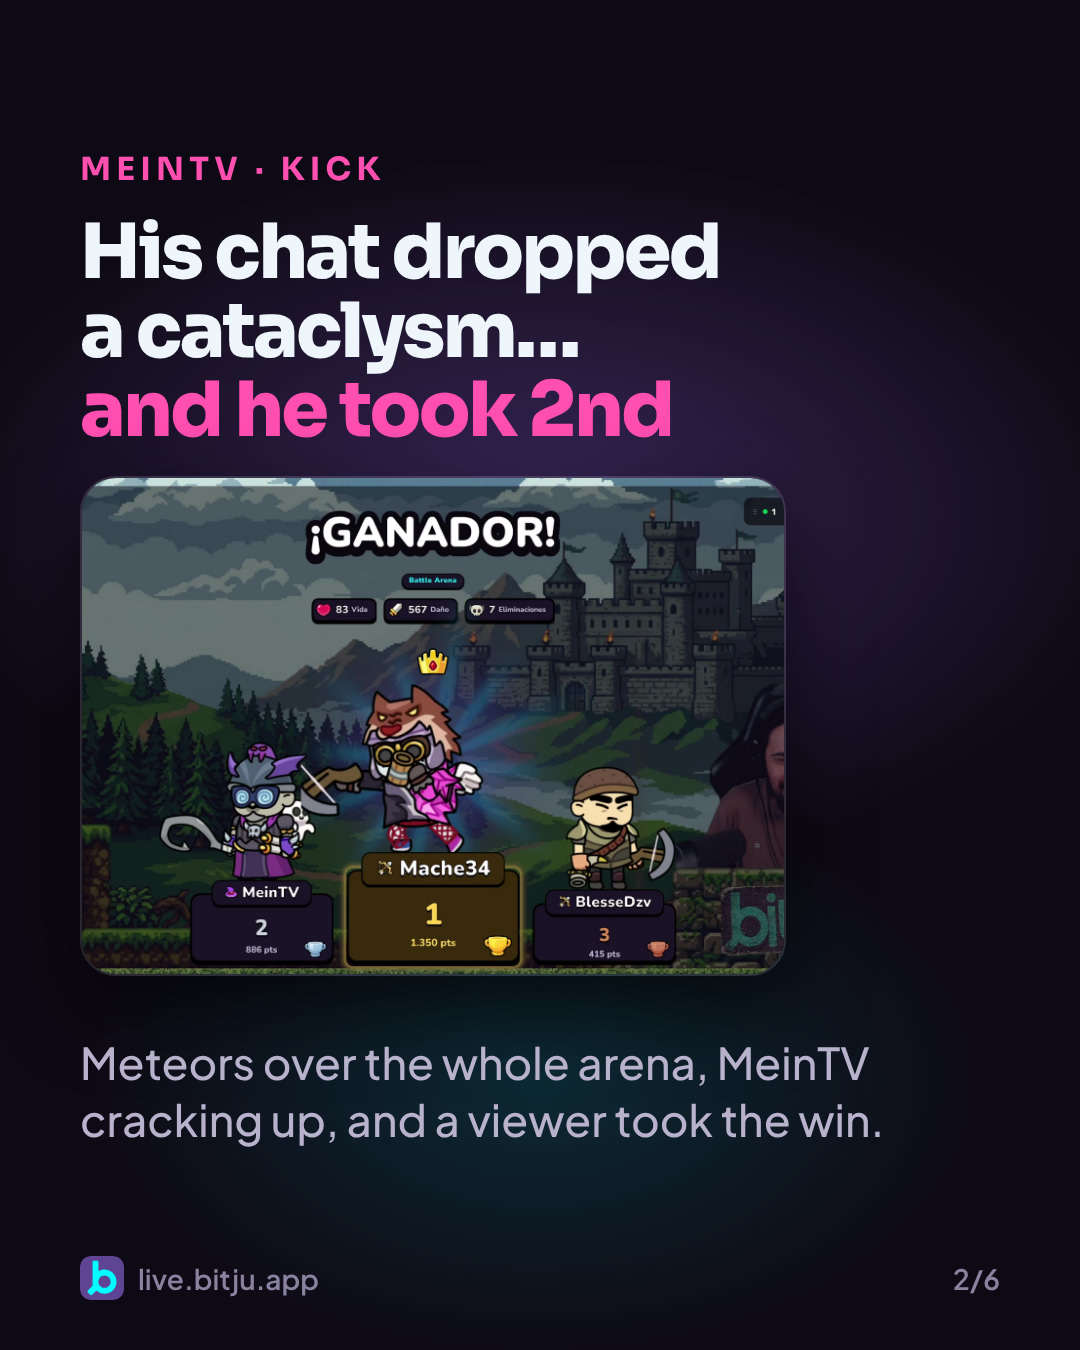 MEINTV · KICK
His chat dropped
a cataclysm...
and he took 2nd
¡GANADOR!
1
Battle Arena
83 Vida
567 Daño
7 Eliminaciones
MeinTV
2
886 pts
Mache34
1
1.350 pts
BlesseDzv
3
415 pts
bit
Meteors over the whole arena, MeinTV
cracking up, and a viewer took the win.
live.bitju.app
2/6